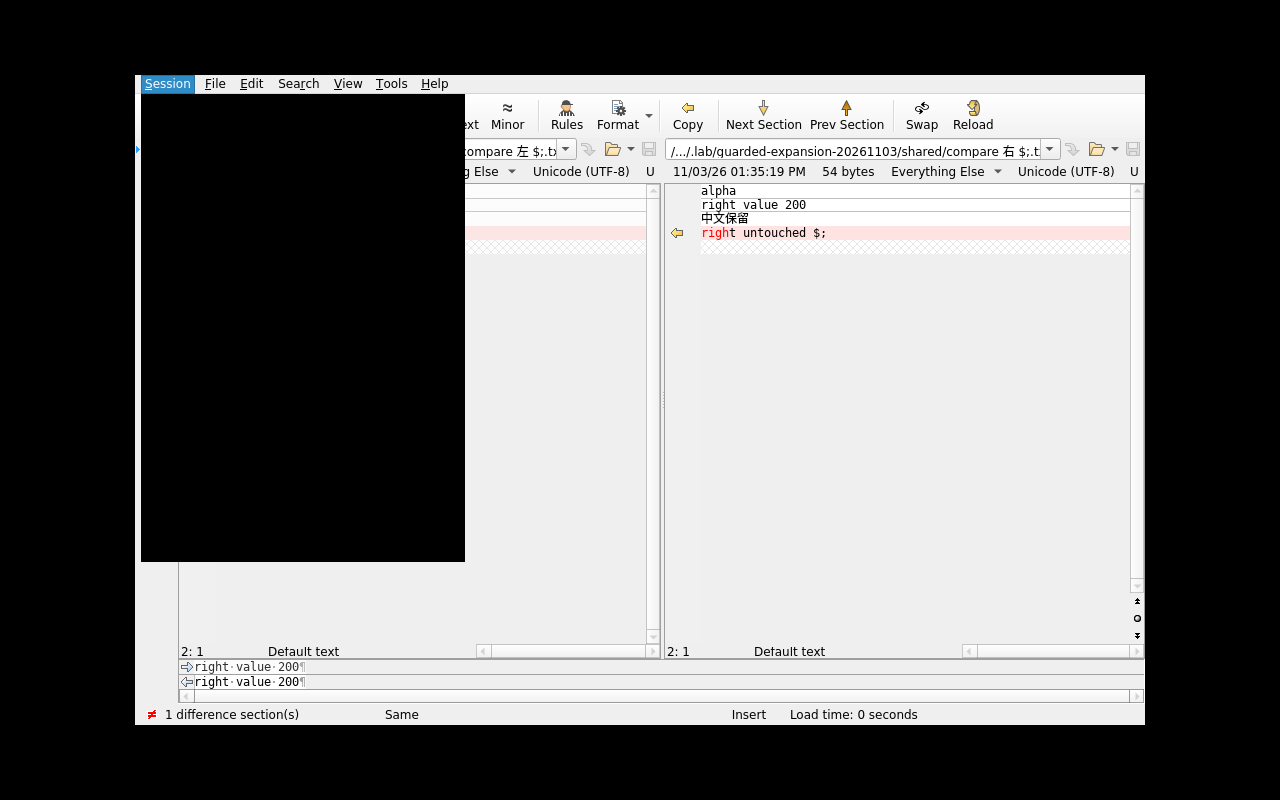 Session File Edit Search View Tools Help
Minor Rules Format Copy Next Section Prev Section Swap Reload
compare 左 $;.tx /.../.lab/guarded-expansion-20261103/shared/compare 右 $;.t
Else Unicode (UTF-8) U 11/03/26 01:35:19 PM 54 bytes Everything Else Unicode (UTF-8) U
alpha
right value 200
中文保留
right untouched $;
2: 1 Default text 2: 1 Default text
right·value·200¶
right·value·200¶
≠ 1 difference section(s) Same Insert Load time: 0 seconds